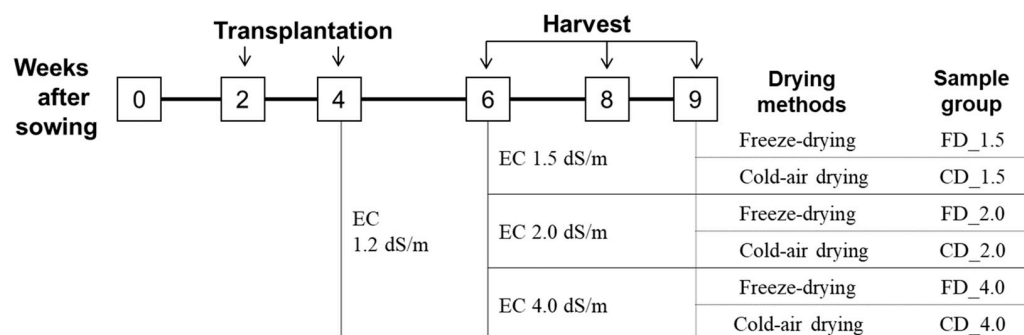 Transplantation
Harvest
Weeks
after
sowing
0
2
4
6
8
9
Drying
methods
Sample
group
EC
1.2 dS/m
EC 1.5 dS/m
Freeze-drying FD_1.5
Cold-air drying CD_1.5
EC 2.0 dS/m
Freeze-drying FD_2.0
Cold-air drying CD_2.0
EC 4.0 dS/m
Freeze-drying FD_4.0
Cold-air drying CD_4.0